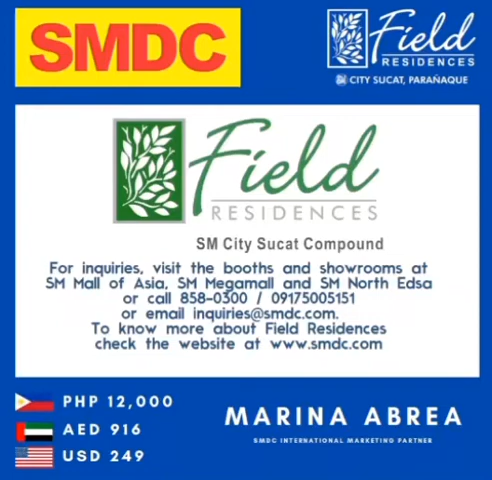 SMDC
Field
RESIDENCES
SM CITY SUCAT, PARAÑAQUE
Field
RESIDENCES
SM City Sucat Compound
For inquiries, visit the booths and showrooms at
SM Mall of Asia, SM Megamall and SM North Edsa
or call 858-0300 / 09175005151
or email inquiries@smdc.com.
To know more about Field Residences
check the website at www.smdc.com
PHP 12,000
AED 916
USD 249
MARINA ABREA
SMDC INTERNATIONAL MARKETING PARTNER